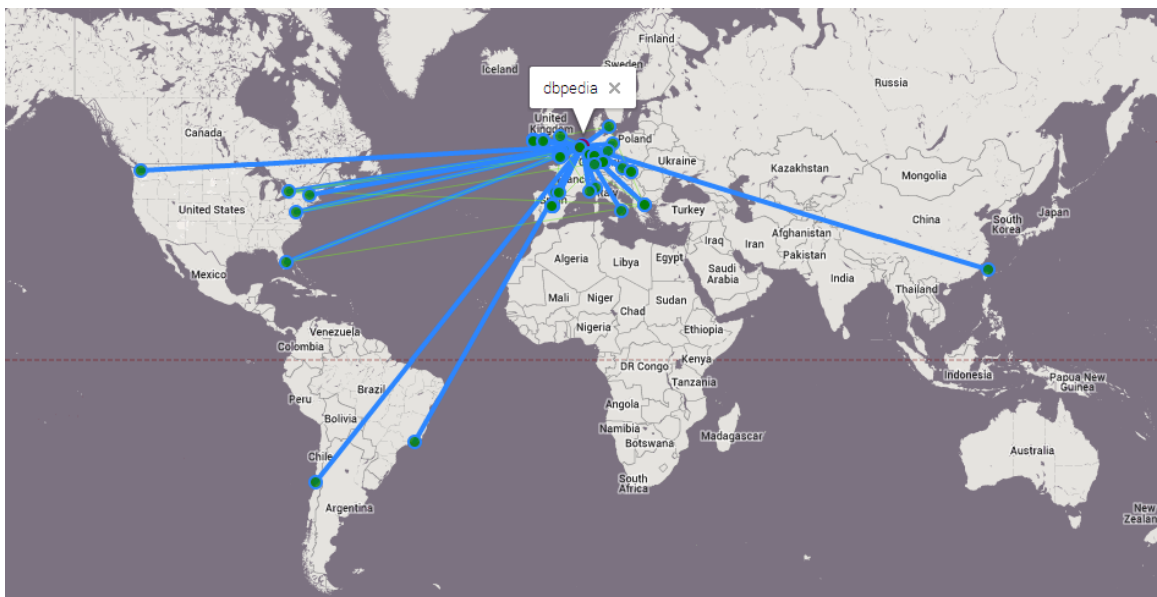 Finland
Iceland
Sweden
Russia
dbpedia ×
United
Kingdom
Canada
Poland
Ukraine
Kazakhstan
Mongolia
United States
Turkey
China
South
Korea
Japan
Iraq
Iran
Afghanistan
Pakistan
Mexico
Algeria
Libya
Egypt
Saudi
Arabia
India
Thailand
Mali
Niger
Chad
Sudan
Nigeria
Ethiopia
Venezuela
Colombia
DR Congo
Kenya
Tanzania
Indonesia
Papua New
Guinea
Brazil
Peru
Bolivia
Angola
Namibia
Botswana
Madagascar
Chile
South
Africa
Australia
Argentina
New
Zealan